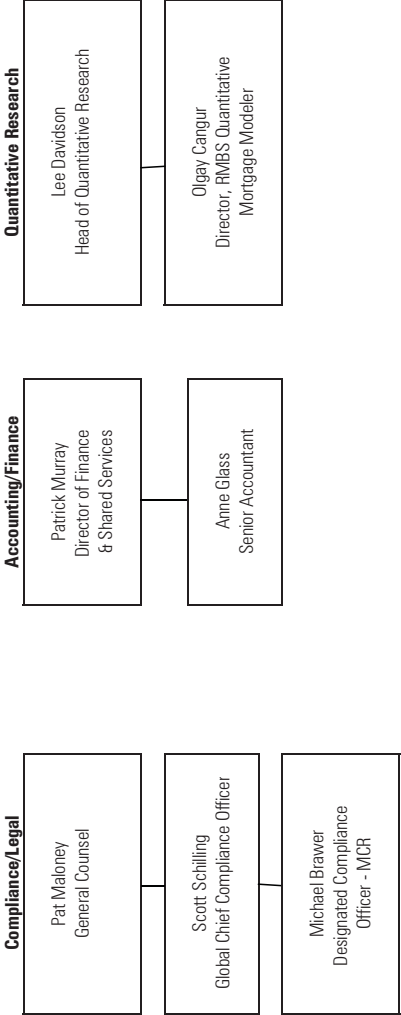 Compliance/Legal
Pat Maloney
General Counsel
Scott Schilling
Global Chief Compliance Officer
Michael Brawer
Designated Compliance
Officer - MCR
Accounting/Finance
Patrick Murray
Director of Finance
& Shared Services
Anne Glass
Senior Accountant
Quantitative Research
Lee Davidson
Head of Quantitative Research
Olgay Cangur
Director, RMBS Quantitative
Mortgage Modeler